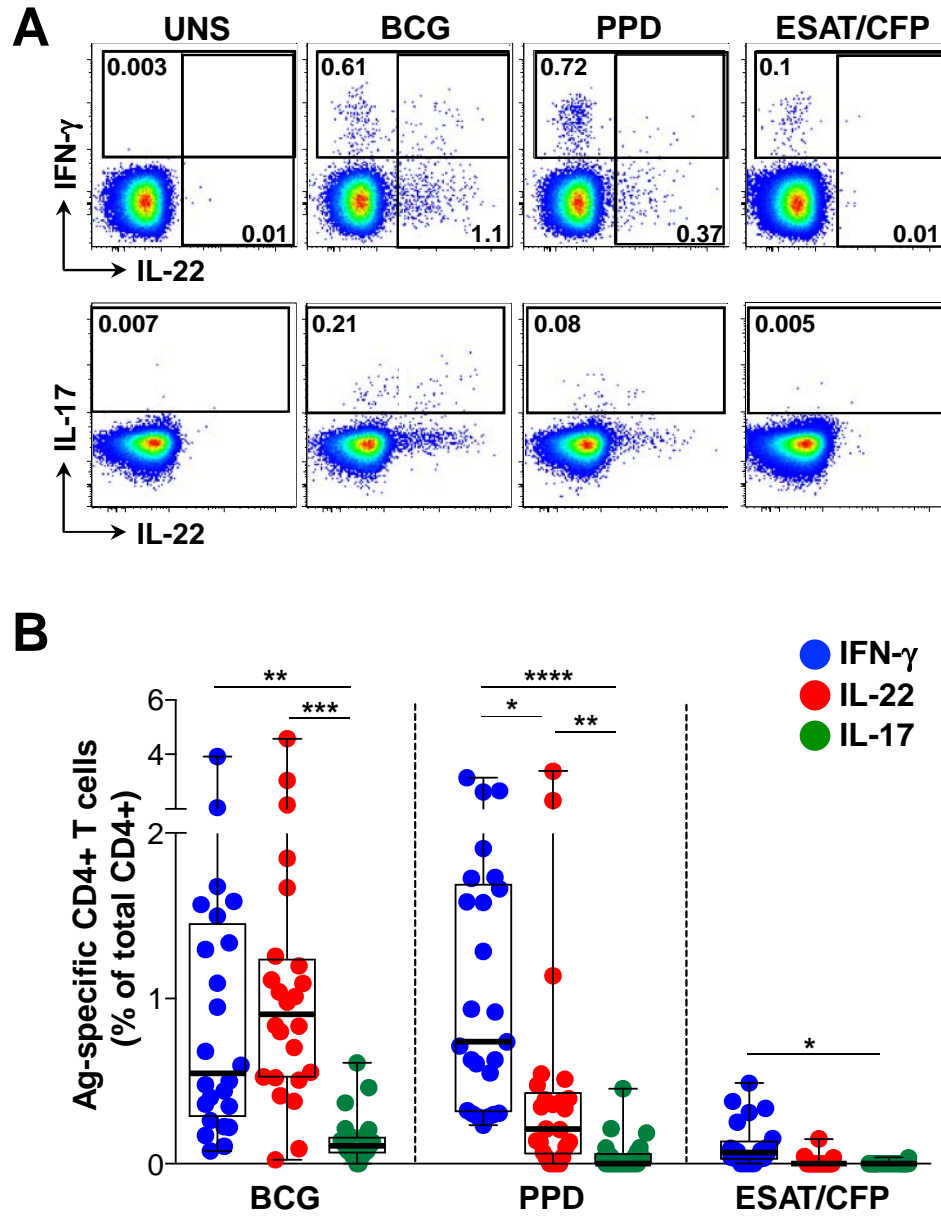 A
UNS BCG PPD ESAT/CFP
0.003 0.61 0.72 0.1
IFN-γ
0.01 1.1 0.37 0.01
IL-22
0.007 0.21 0.08 0.005
IL-17
IL-22
B
IFN-γ
IL-22
IL-17
** ****
*** * **
*
6
4
2
1
0
Ag-specific CD4+ T cells
(% of total CD4+)
BCG PPD ESAT/CFP